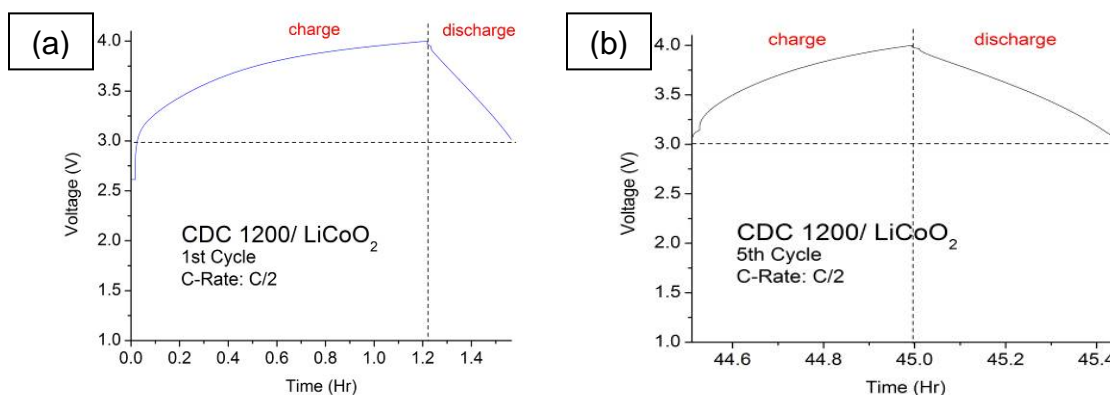 (a)
charge
discharge
4.0
3.5
3.0
2.5
2.0
1.5
1.0
Voltage (V)
CDC 1200/ LiCoO2
1st Cycle
C-Rate: C/2
0.0 0.2 0.4 0.6 0.8 1.0 1.2 1.4
Time (Hr)
(b)
charge
discharge
4.0
3.5
3.0
2.5
2.0
1.5
1.0
Voltage (V)
CDC 1200/ LiCoO2
5th Cycle
C-Rate: C/2
44.6 44.8 45.0 45.2 45.4
Time (Hr)